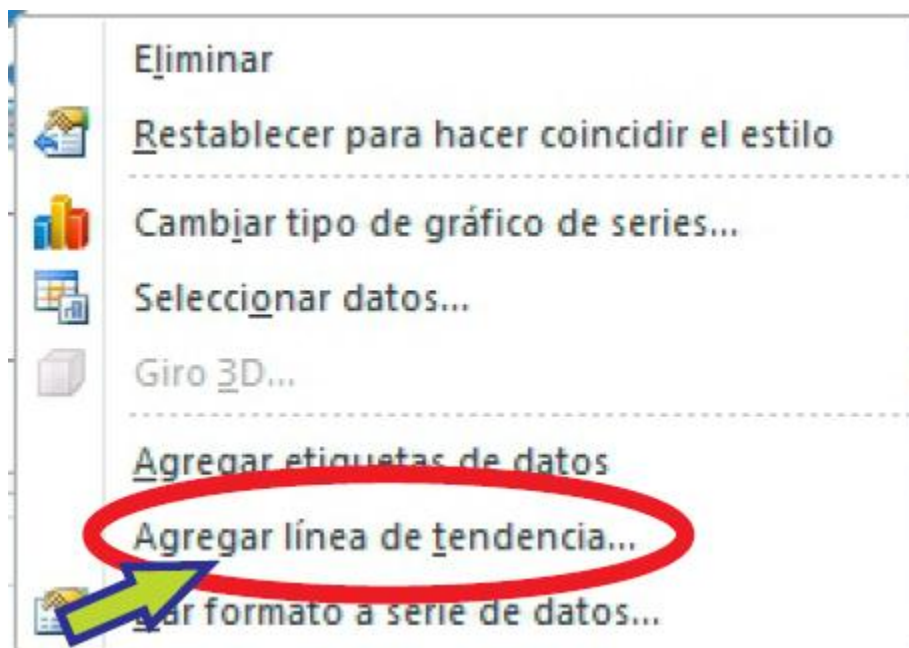 Eliminar
Restablecer para hacer coincidir el estilo
Cambiar tipo de gráfico de series...
Seleccionar datos...
Giro 3D...
Agregar etiquetas de datos
Agregar línea de tendencia...
ar formato a serie de datos...